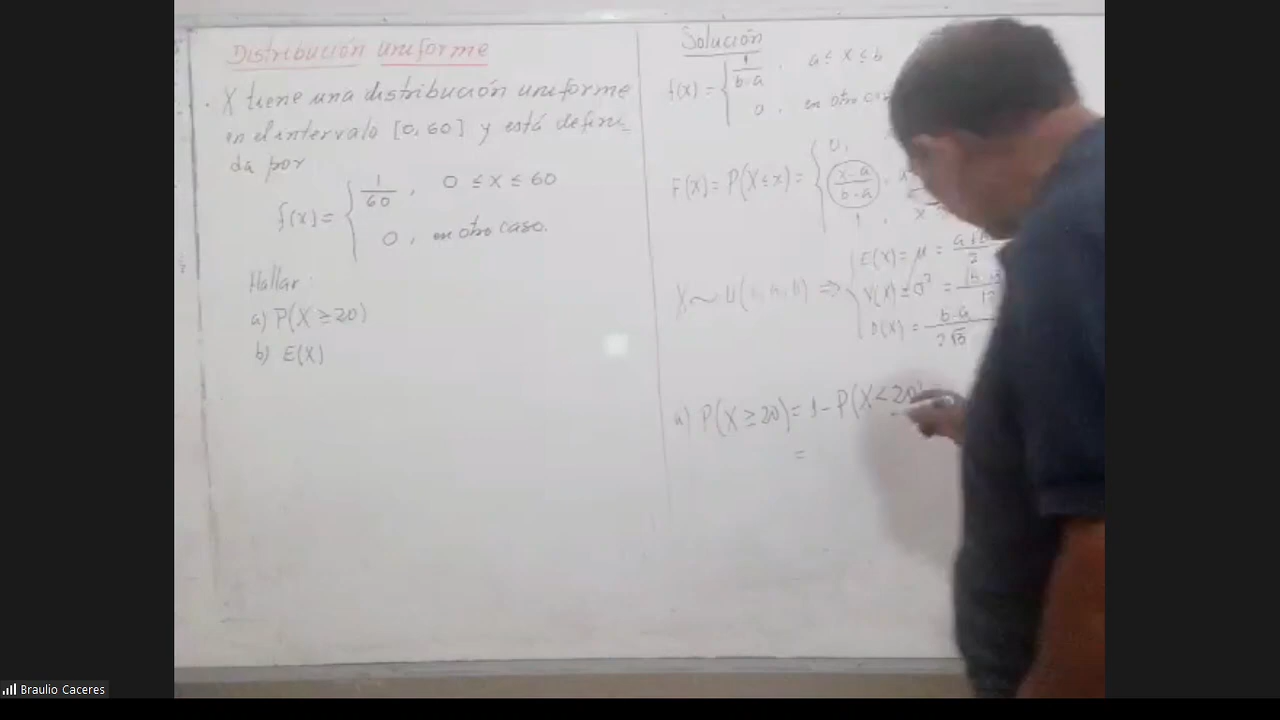 Distribución uniforme
. X tiene una distribución uniforme
en el intervalo [0, 60] y está defini_
da por
f(x) = { 1/60 , 0 ≤ x ≤ 60
0 , en otro caso.
Hallar:
a) P(X ≥ 20)
b) E(X)
Solución
f(x) = { 1/b-a , a ≤ x ≤ b
0 , en otro
F(x) = P(X ≤ x) = { 0,
x-a/b-a ,
1 , x
X ~ U( ) ⇒ { E(X) = μ = a+b/2
V(X) = σ² =
D(X) = b-a/2√3
a) P(X ≥ 20) = 1 - P(X < 20)
=
Braulio Caceres